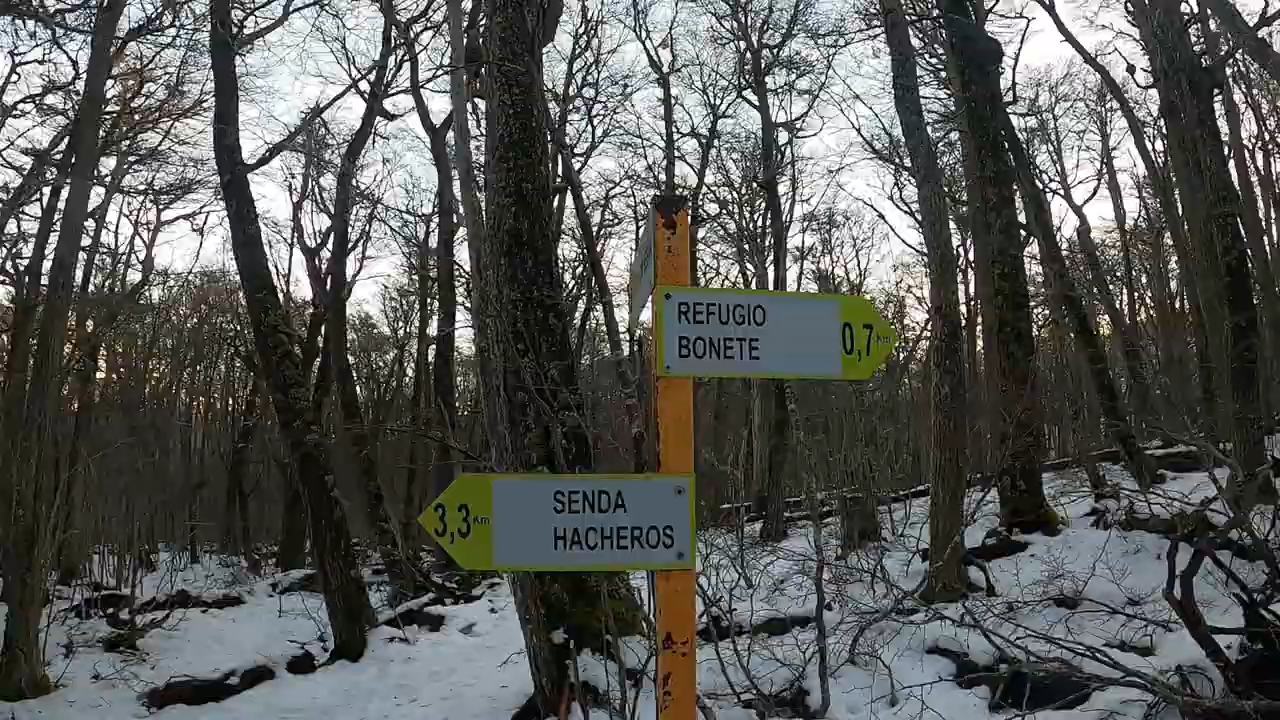 REFUGIO
BONETE
0,7 Km
SENDA
HACHEROS
3,3 Km